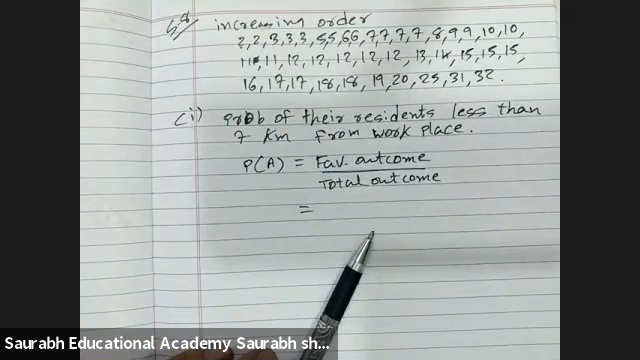 increasing order
2,2,3,3,3,5,5,6,6,7,7,7,7,8,9,9,10,10,
11,11,12,12,12,12,12,13,14,15,15,15
16,17,17,18,18,19,20,25,31,32.
(i) prob of their residents less than
7 Km from work place.
P(A) = Fav. outcome
Total outcome
=
Saurabh Educational Academy Saurabh sh...